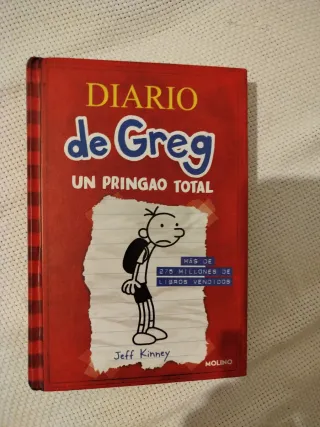 DIARIO
de Greg
UN PRINGAO TOTAL
MÁS DE
275 MILLONES DE
LIBROS VENDIDOS
Jeff Kinney
MOLINO